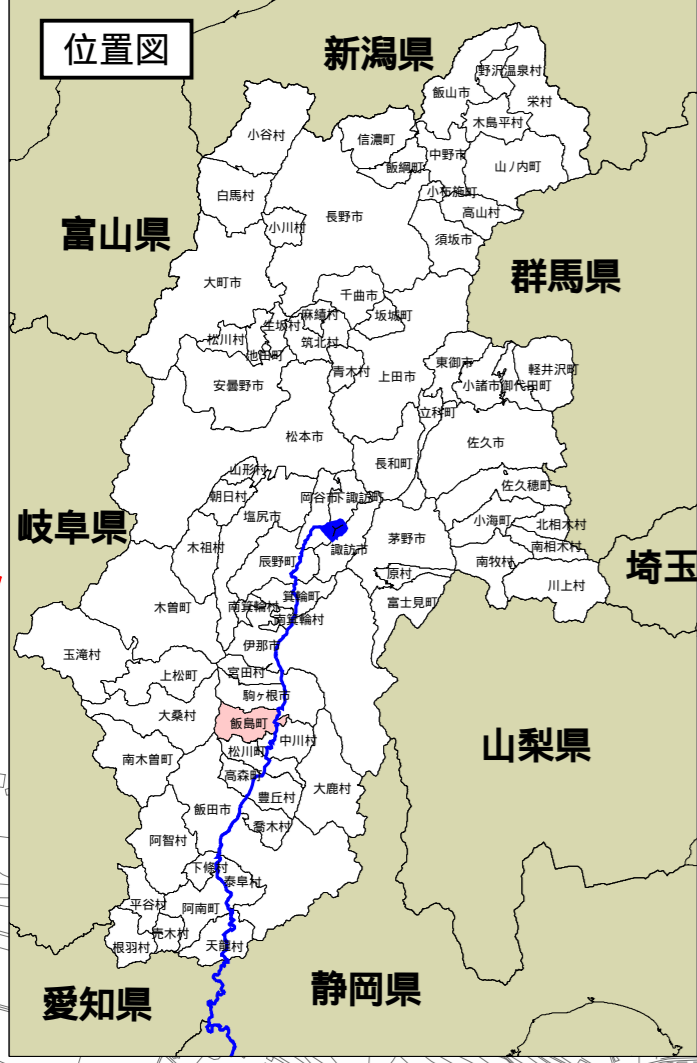 位置図
新潟県
野沢温泉村
飯山市
栄村
木島平村
小谷村
信濃町
中野市
飯綱町
山ノ内町
白馬村
小布施町
高山村
長野市
小川村
富山県
須坂市
群馬県
大町市
千曲市
麻績村
坂城町
生坂村
松川村
筑北村
池田町
東御市
軽井沢町
青木村
上田市
安曇野市
小諸市
御代田町
立科町
松本市
佐久市
長和町
山形村
佐久穂町
朝日村
岡谷市
下諏訪町
塩尻市
小海町
北相木村
岐阜県
茅野市
木祖村
諏訪市
南相木村
辰野町
南牧村
埼玉
原村
川上村
箕輪町
富士見町
木曽町
南箕輪村
南箕輪村
伊那市
玉滝村
宮田村
上松町
駒ヶ根市
大桑村
飯島町
中川村
山梨県
松川町
南木曽町
高森町
大鹿村
豊丘村
飯田市
喬木村
阿智村
下條村
泰阜村
平谷村
阿南町
売木村
根羽村
天龍村
静岡県
愛知県